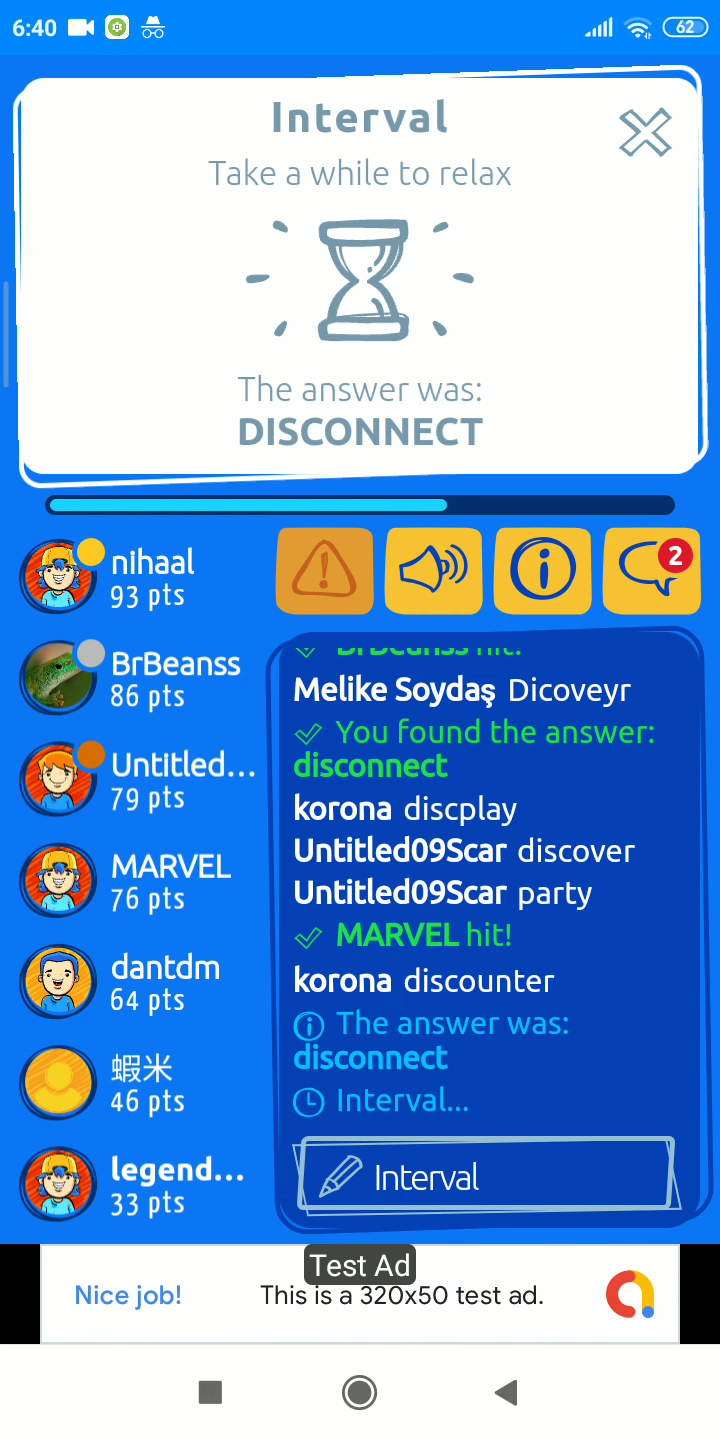 6:40
62
Interval
Take a while to relax
The answer was:
DISCONNECT
nihaal
93 pts
BrBeanss
86 pts
Untitled...
79 pts
MARVEL
76 pts
dantdm
64 pts
蝦米
46 pts
legend...
33 pts
2
BrBeanss hit!
Melike Soydaş Dicoveyr
You found the answer:
disconnect
korona discplay
Untitled09Scar discover
Untitled09Scar party
MARVEL hit!
korona discounter
The answer was:
disconnect
Interval...
Interval
Test Ad
Nice job!
This is a 320x50 test ad.